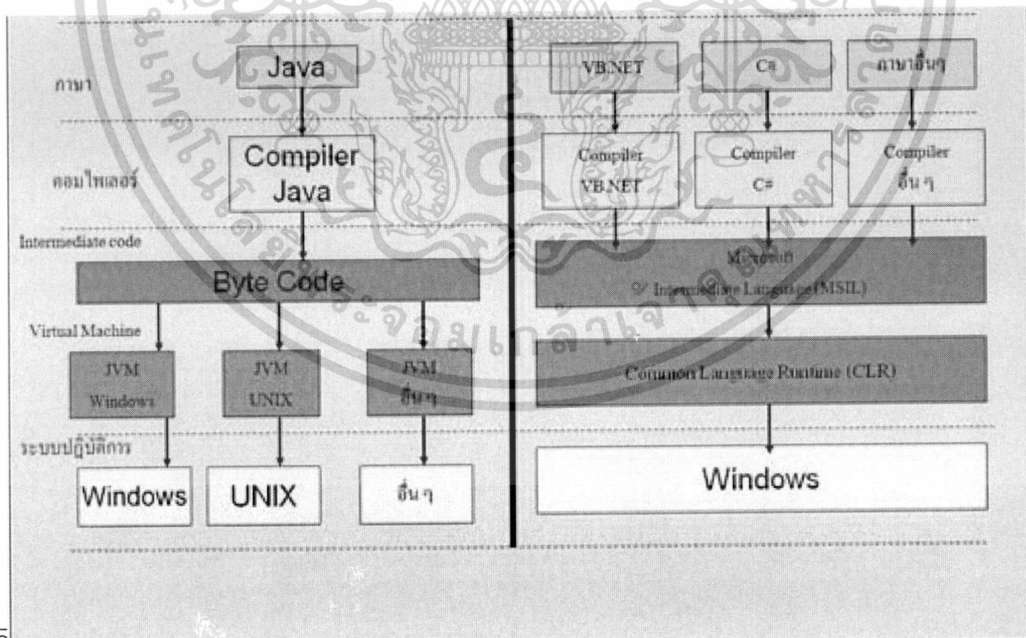 ภาษา
Java
VB.NET
C#
ภาษาอื่นๆ
คอมไพเลอร์
Compiler
Java
Compiler
VB.NET
Compiler
C#
Compiler
อื่น ๆ
Intermediate code
Byte Code
Microsoft
Intermediate Language (MSIL)
Virtual Machine
JVM
Windows
JVM
UNIX
JVM
อื่น ๆ
Common Language Runtime (CLR)
ระบบปฏิบัติการ
Windows
UNIX
อื่น ๆ
Windows